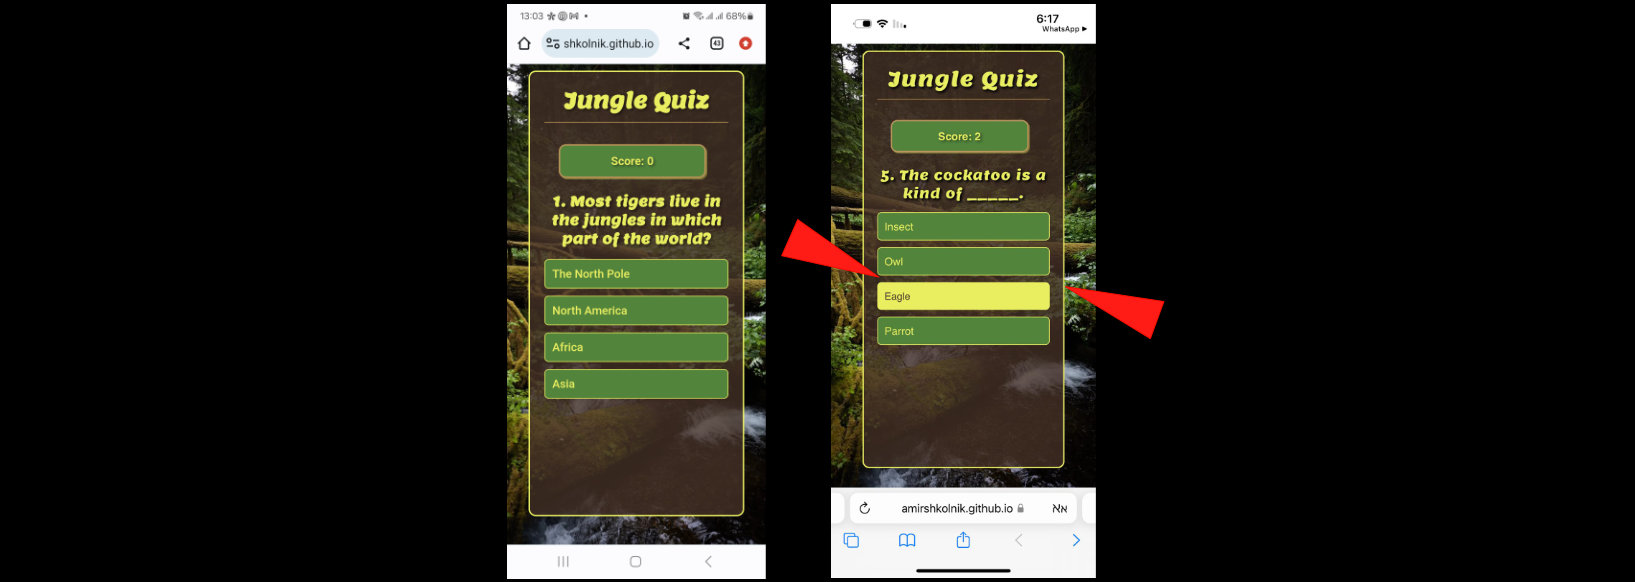 13:03
68%
shkolnik.github.io
43
Jungle Quiz
Score: 0
1. Most tigers live in
the jungles in which
part of the world?
The North Pole
North America
Africa
Asia
6:17
WhatsApp
Jungle Quiz
Score: 2
5. The cockatoo is a
kind of _____.
Insect
Owl
Eagle
Parrot
amirshkolnik.github.io
אא